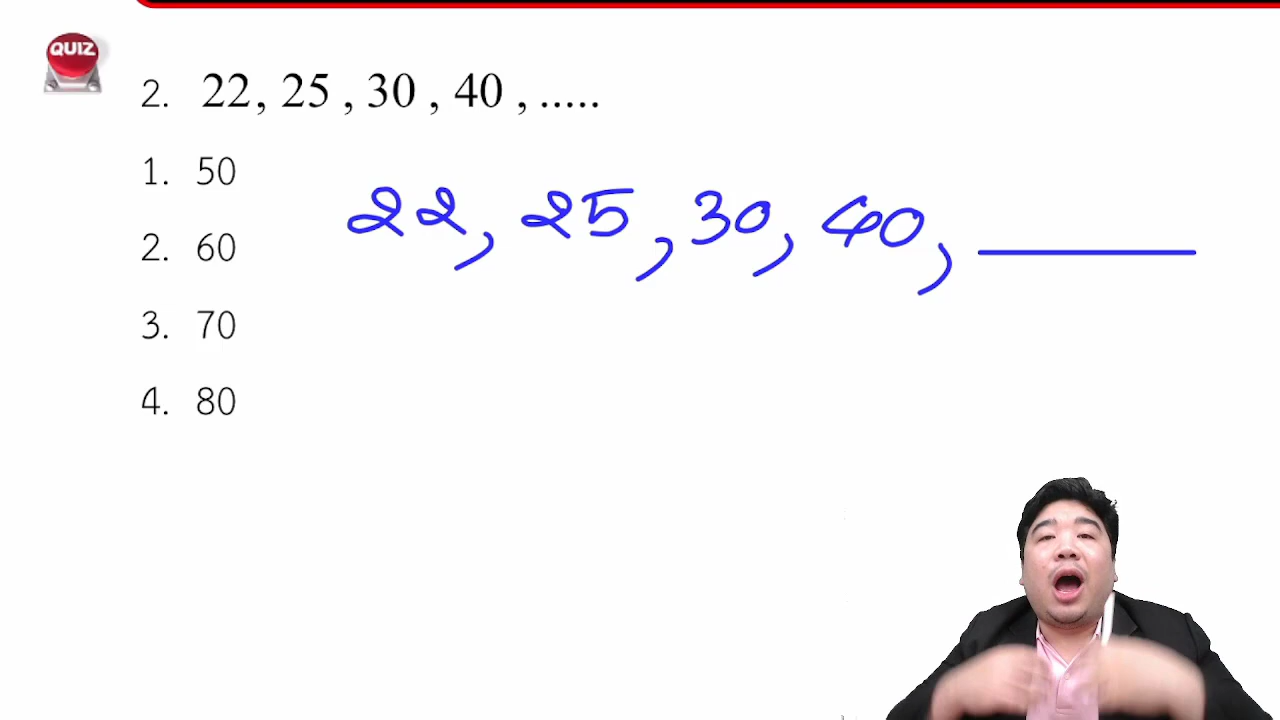 QUIZ
2. 22, 25 , 30 , 40 , .....
1. 50
22, 25, 30, 40,
2. 60
3. 70
4. 80